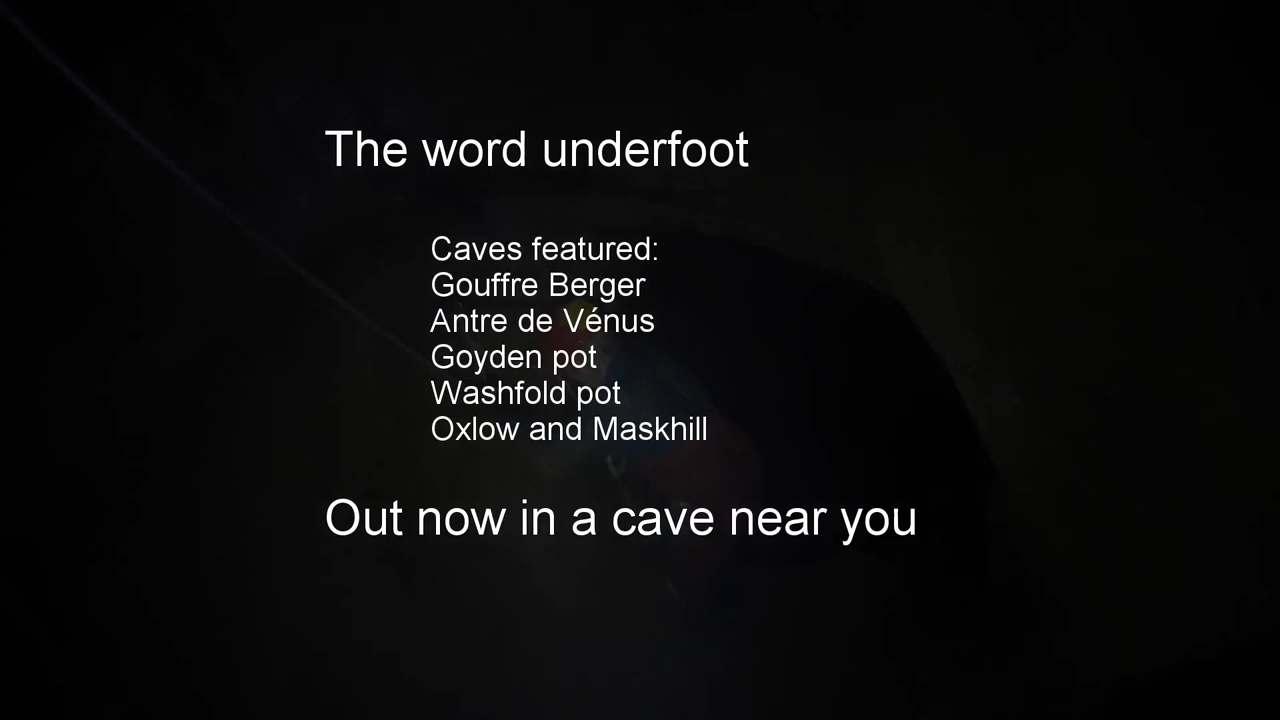 The word underfoot
Caves featured:
Gouffre Berger
Antre de Vénus
Goyden pot
Washfold pot
Oxlow and Maskhill
Out now in a cave near you